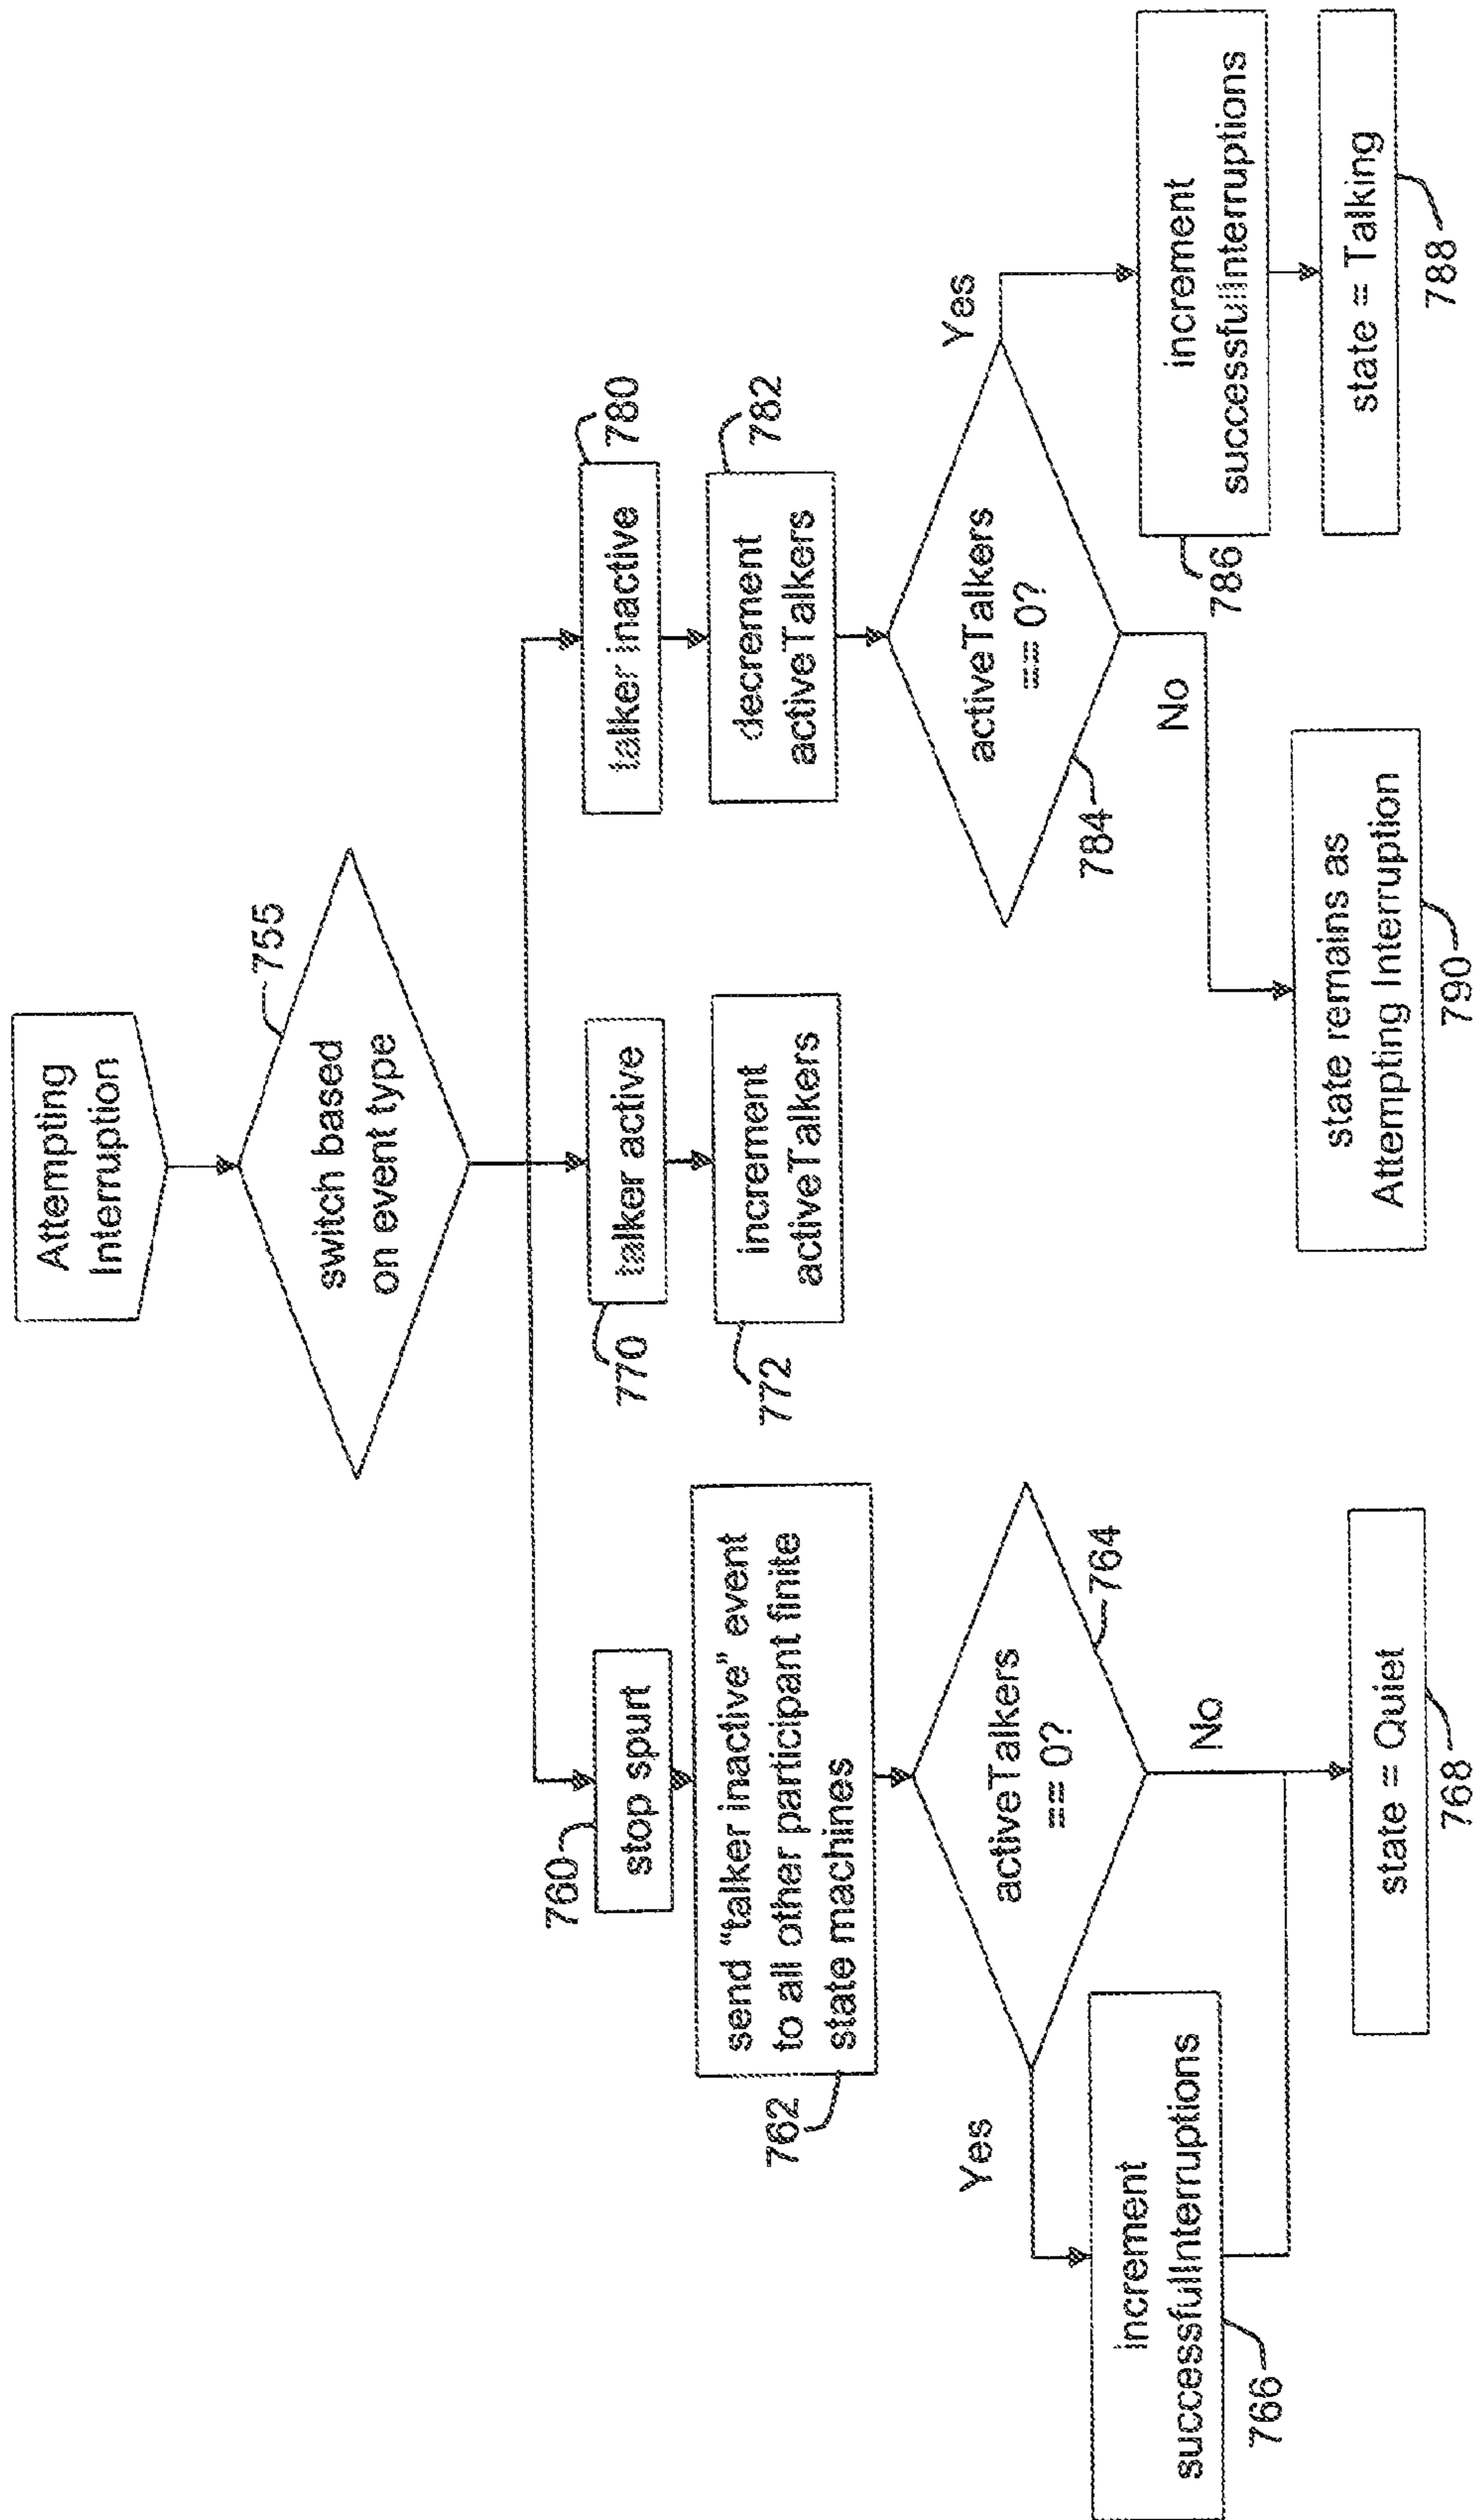 Attempting
Interruption
755
switch based
on event type
760
stop spurt
762
send "talker inactive" event
to all other participant finite
state machines
764
activeTalkers
== 0?
Yes
No
766
increment
successfulInterruptions
state = Quiet
768
770
talker active
772
increment
activeTalkers
talker inactive
780
decrement
activeTalkers
782
activeTalkers
== 0?
784
Yes
No
786
increment
successfulInterruptions
state = Talking
788
state remains as
Attempting Interruption
790